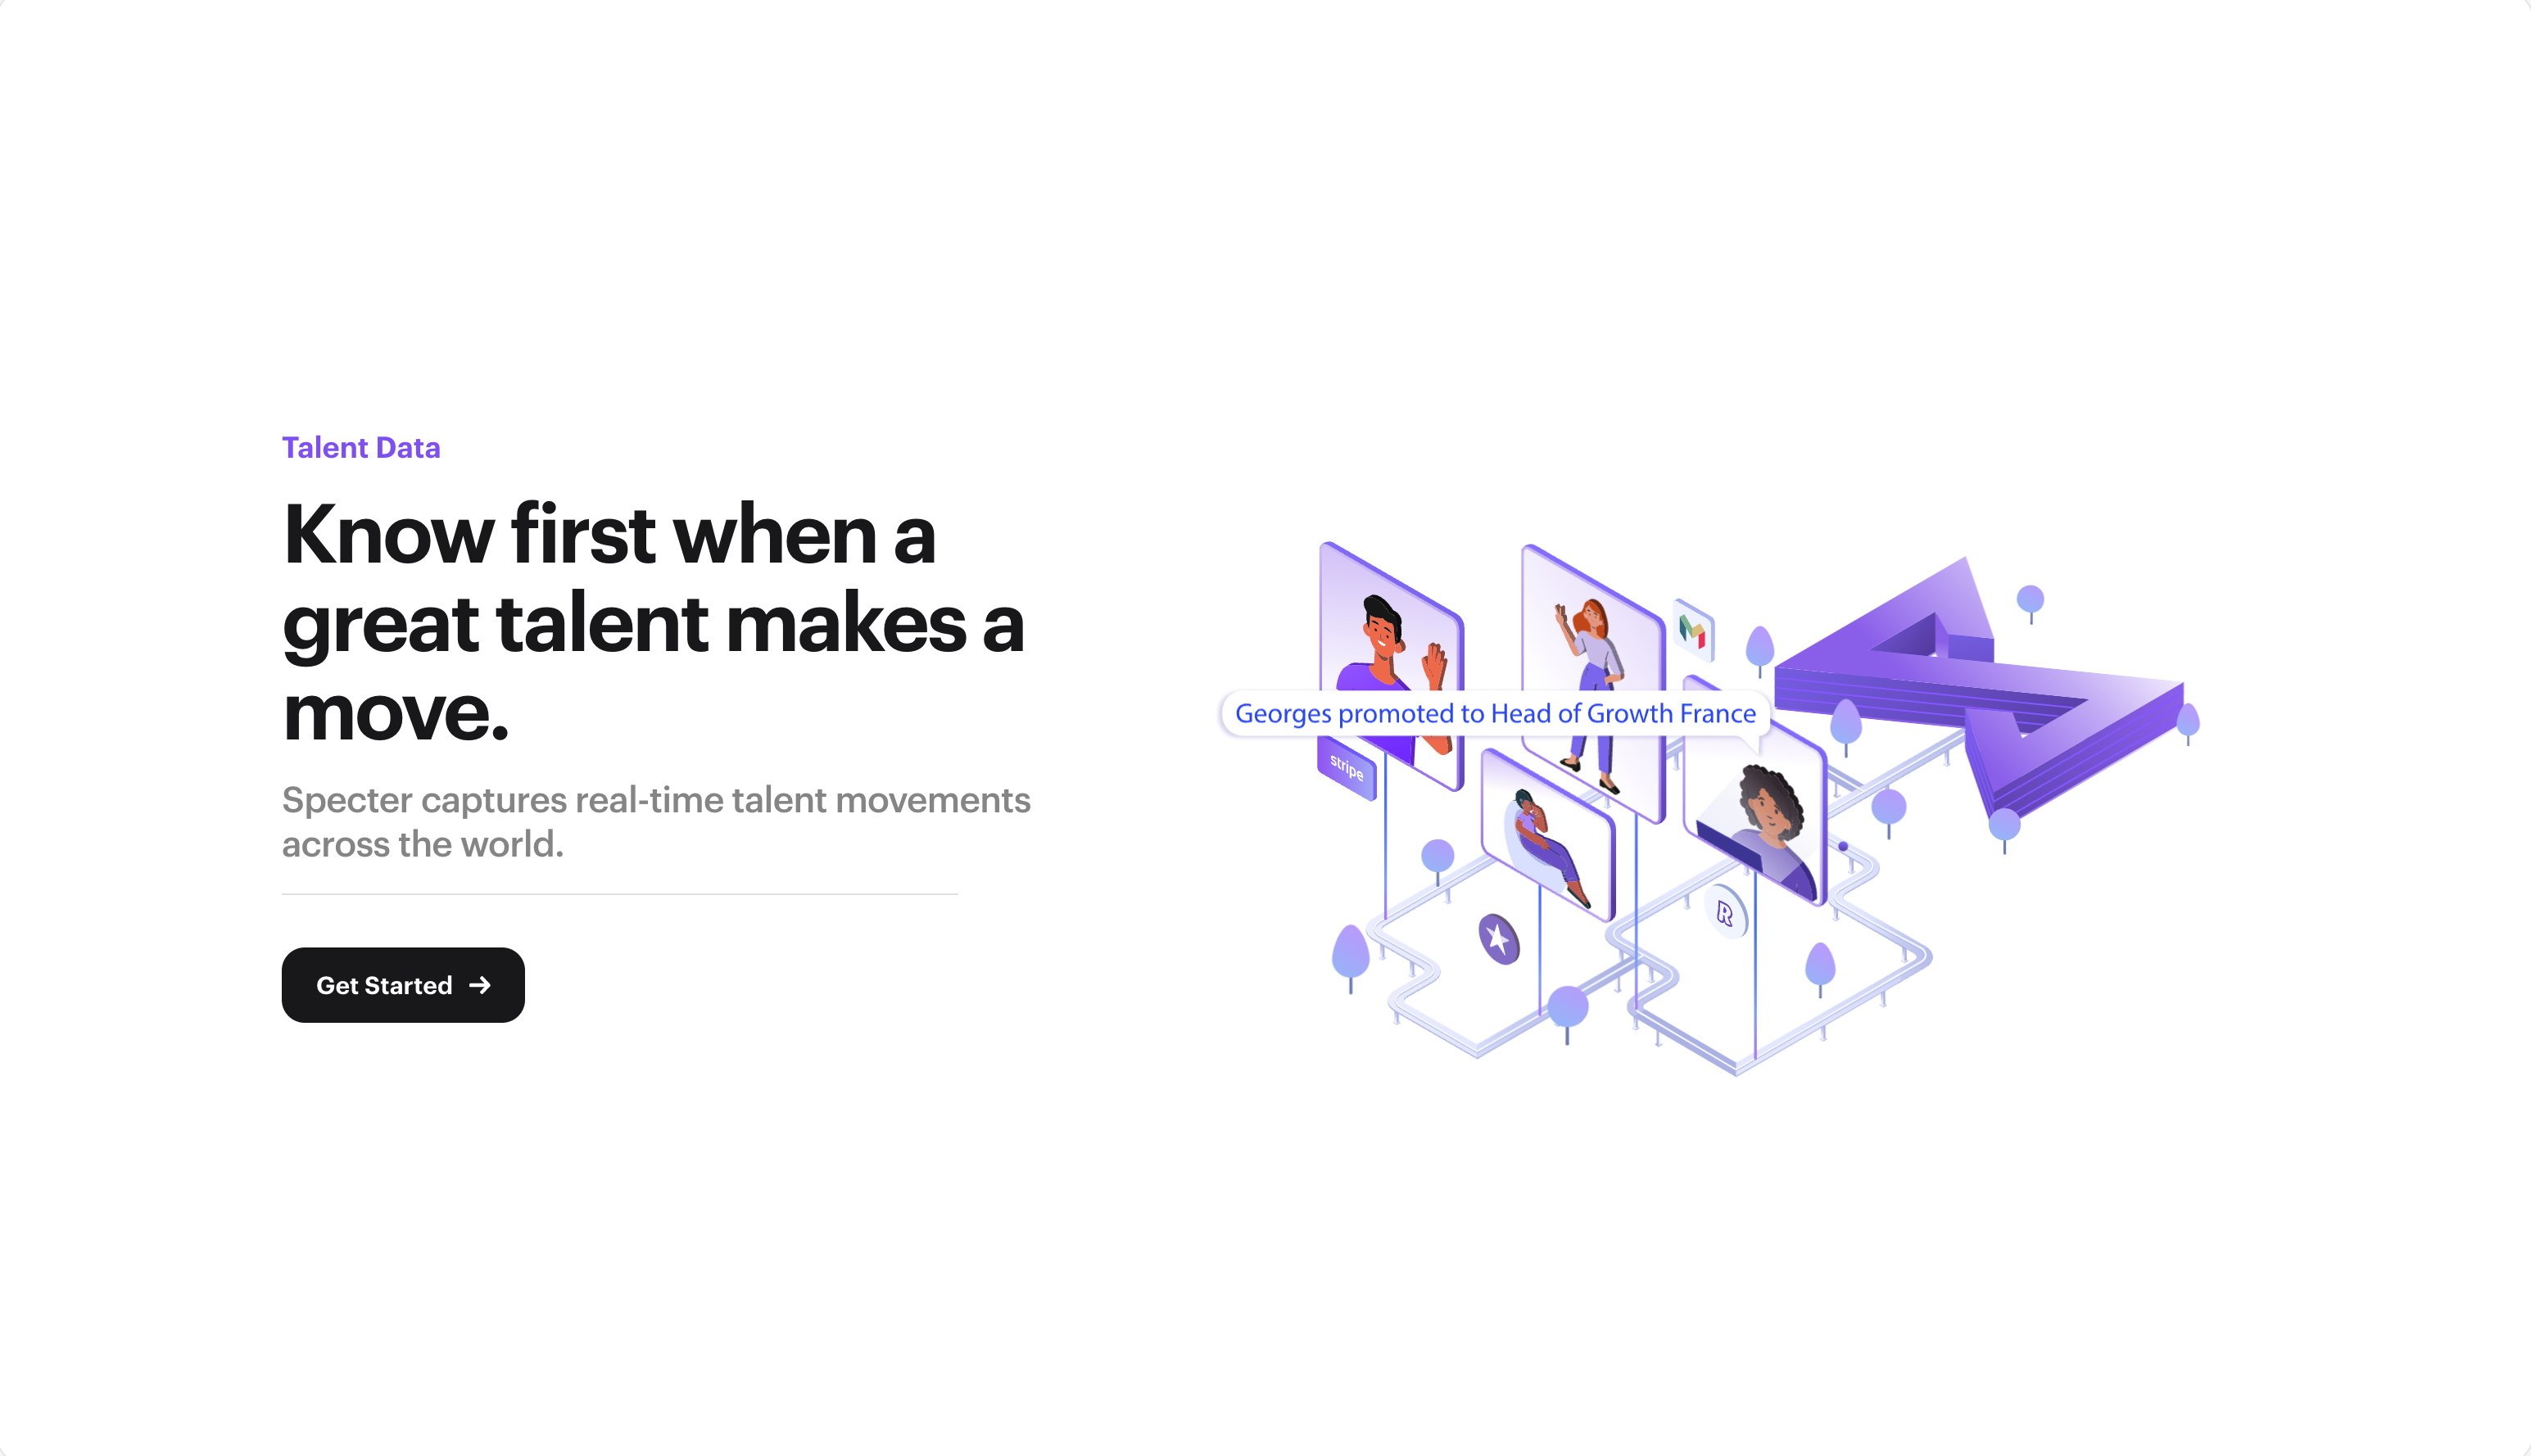 Talent Data
Know first when a
great talent makes a
move.
Specter captures real-time talent movements
across the world.
Get Started
Georges promoted to Head of Growth France
stripe
R